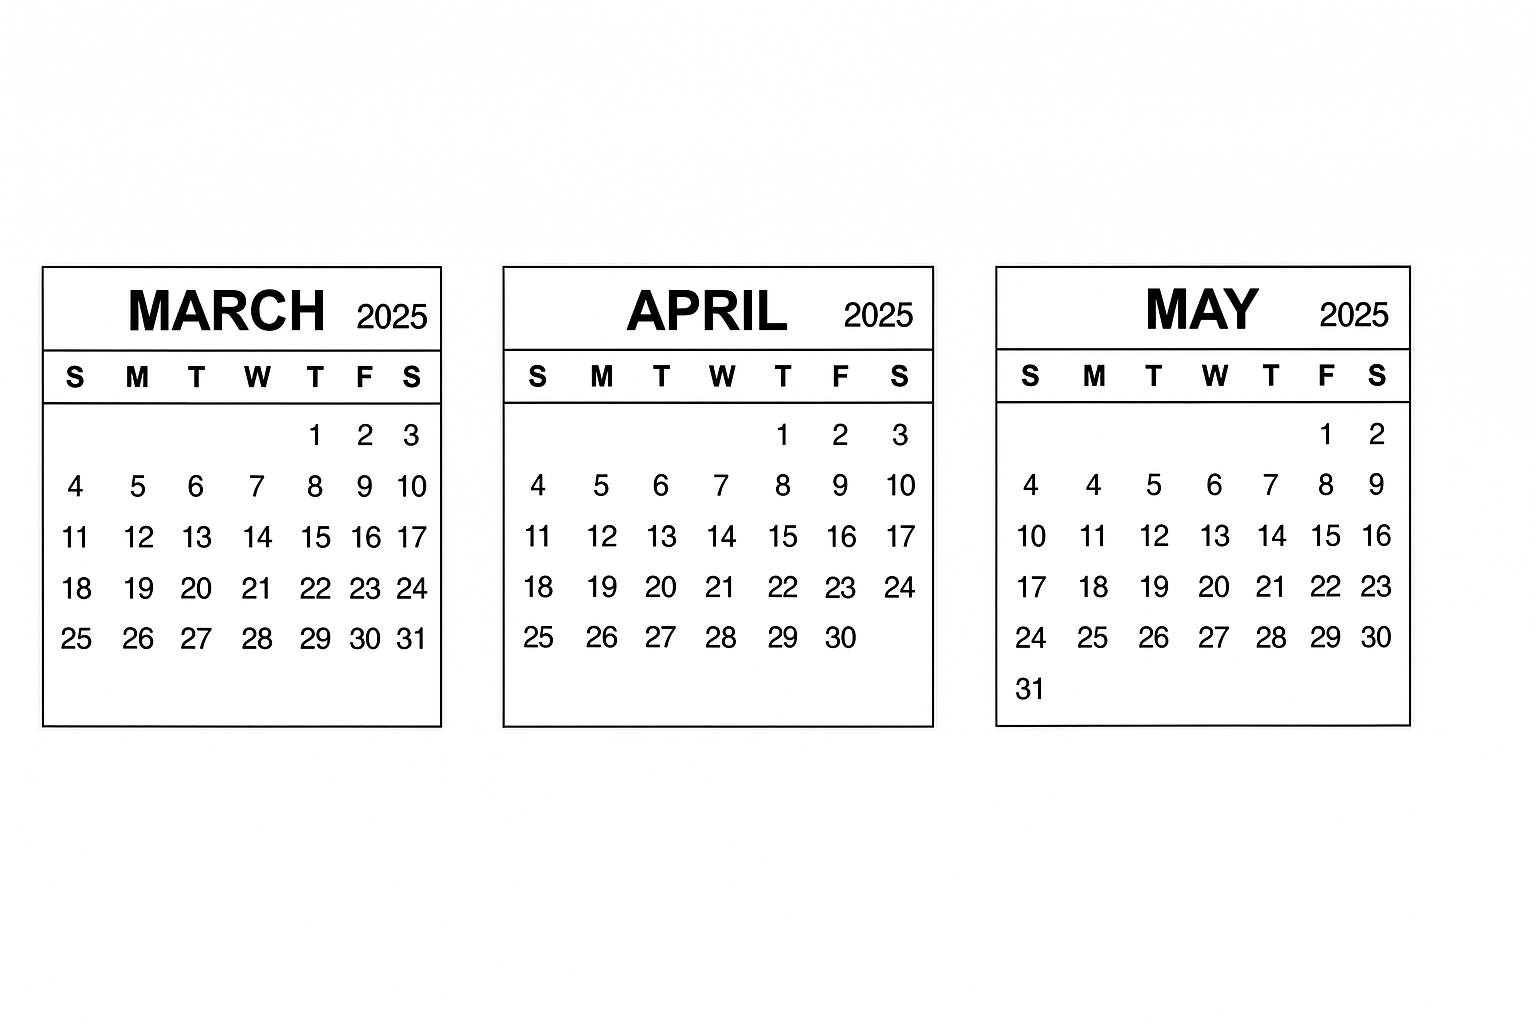 MARCH 2025
S M T W T F S
1 2 3
4 5 6 7 8 9 10
11 12 13 14 15 16 17
18 19 20 21 22 23 24
25 26 27 28 29 30 31
APRIL 2025
S M T W T F S
1 2 3
4 5 6 7 8 9 10
11 12 13 14 15 16 17
18 19 20 21 22 23 24
25 26 27 28 29 30
MAY 2025
S M T W T F S
1 2
4 4 5 6 7 8 9
10 11 12 13 14 15 16
17 18 19 20 21 22 23
24 25 26 27 28 29 30
31